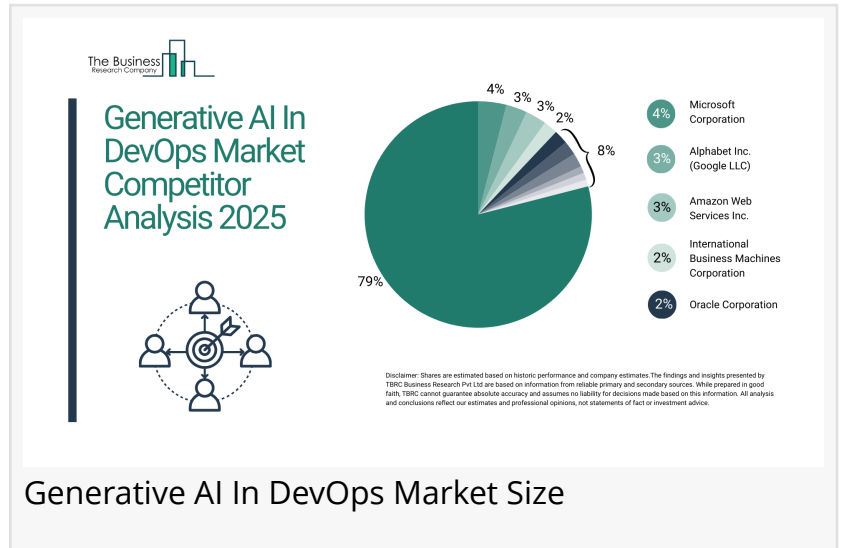 The Business
Research Company
Generative AI In
DevOps Market
Competitor
Analysis 2025
4%
3%
3%
2%
8%
79%
4%
Microsoft
Corporation
3%
Alphabet Inc.
(Google LLC)
3%
Amazon Web
Services Inc.
2%
International
Business Machines
Corporation
2%
Oracle Corporation
Disclaimer: Shares are estimated based on historic performance and company estimates.The findings and insights presented by
TBRC Business Research Pvt Ltd are based on information from reliable primary and secondary sources. While prepared in good
faith, TBRC cannot guarantee absolute accuracy and assumes no liability for decisions made based on this information. All analysis
and conclusions reflect our estimates and professional opinions, not statements of fact or investment advice.
Generative AI In DevOps Market Size